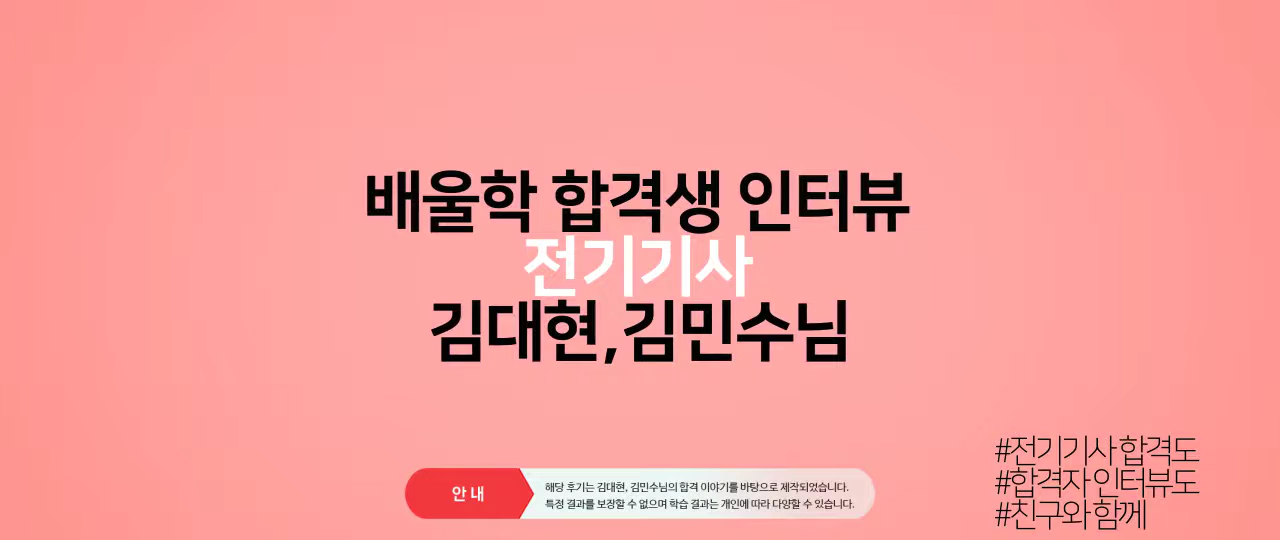 배울학 합격생 인터뷰
전기기사
김대현,김민수님
안 내
해당 후기는 김대현, 김민수님의 합격 이야기를 바탕으로 제작되었습니다.
특정 결과를 보장할 수 없으며 학습 결과는 개인에 따라 다양할 수 있습니다.
#전기기사 합격도
#합격자 인터뷰도
#친구와 함께